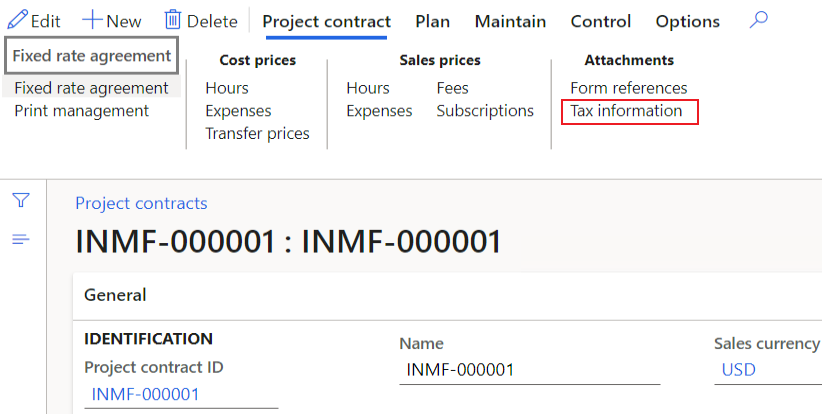 Edit New Delete Project contract Plan Maintain Control Options
Fixed rate agreement
Fixed rate agreement
Print management
Cost prices
Hours
Expenses
Transfer prices
Sales prices
Hours Fees
Expenses Subscriptions
Attachments
Form references
Tax information
Project contracts
INMF-000001 : INMF-000001
General
IDENTIFICATION
Project contract ID
INMF-000001
Name
INMF-000001
Sales currency
USD